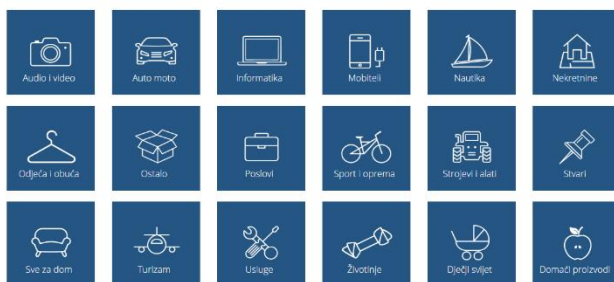 Audio i video
Auto moto
Informatika
Mobiteli
Nautika
Nekretnine
Odjeća i obuća
Ostalo
Poslovi
Sport i oprema
Strojevi i alati
Stvari
Sve za dom
Turizam
Usluge
Životinje
Dječji svijet
Domaći proizvodi